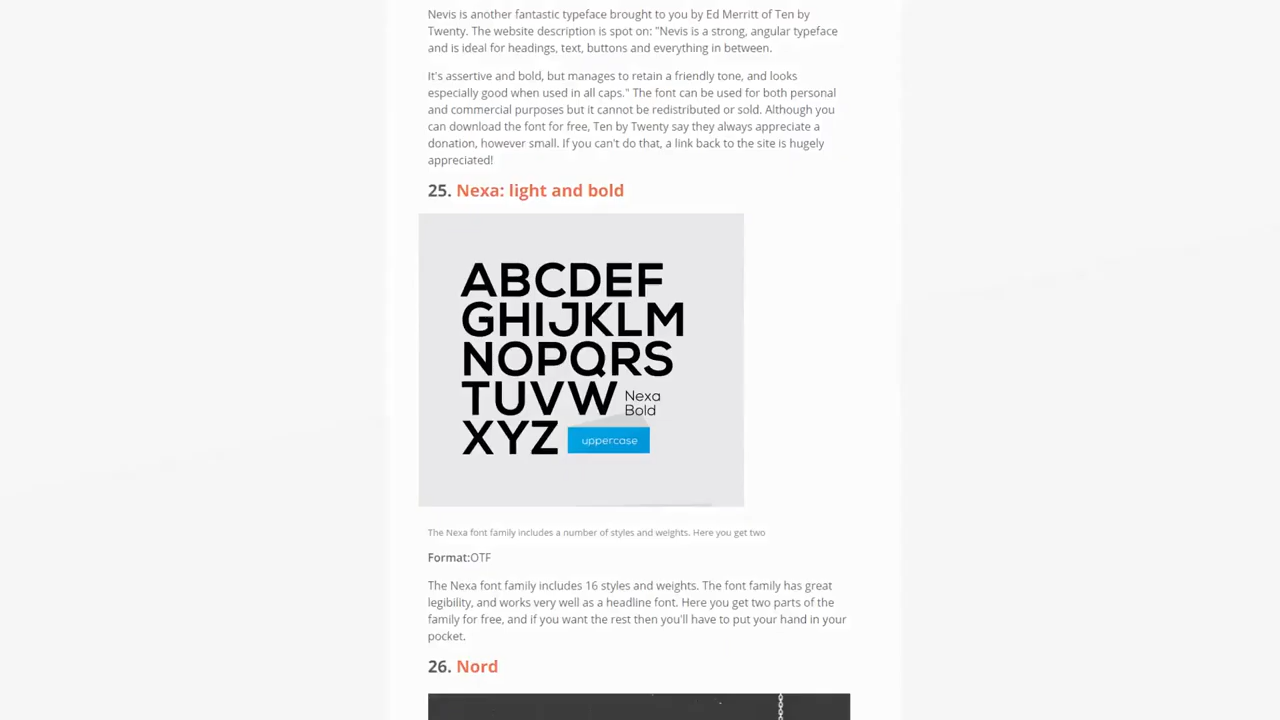 Nevis is another fantastic typeface brought to you by Ed Merritt of Ten by
Twenty. The website description is spot on: "Nevis is a strong, angular typeface
and is ideal for headings, text, buttons and everything in between.
It's assertive and bold, but manages to retain a friendly tone, and looks
especially good when used in all caps." The font can be used for both personal
and commercial purposes but it cannot be redistributed or sold. Although you
can download the font for free, Ten by Twenty say they always appreciate a
donation, however small. If you can't do that, a link back to the site is hugely
appreciated!
25. Nexa: light and bold
ABCDEF
GHIJKLM
NOPQRS
TUVW
Nexa
Bold
XYZ
uppercase
The Nexa font family includes a number of styles and weights. Here you get two
Format:OTF
The Nexa font family includes 16 styles and weights. The font family has great
legibility, and works very well as a headline font. Here you get two parts of the
family for free, and if you want the rest then you'll have to put your hand in your
pocket.
26. Nord